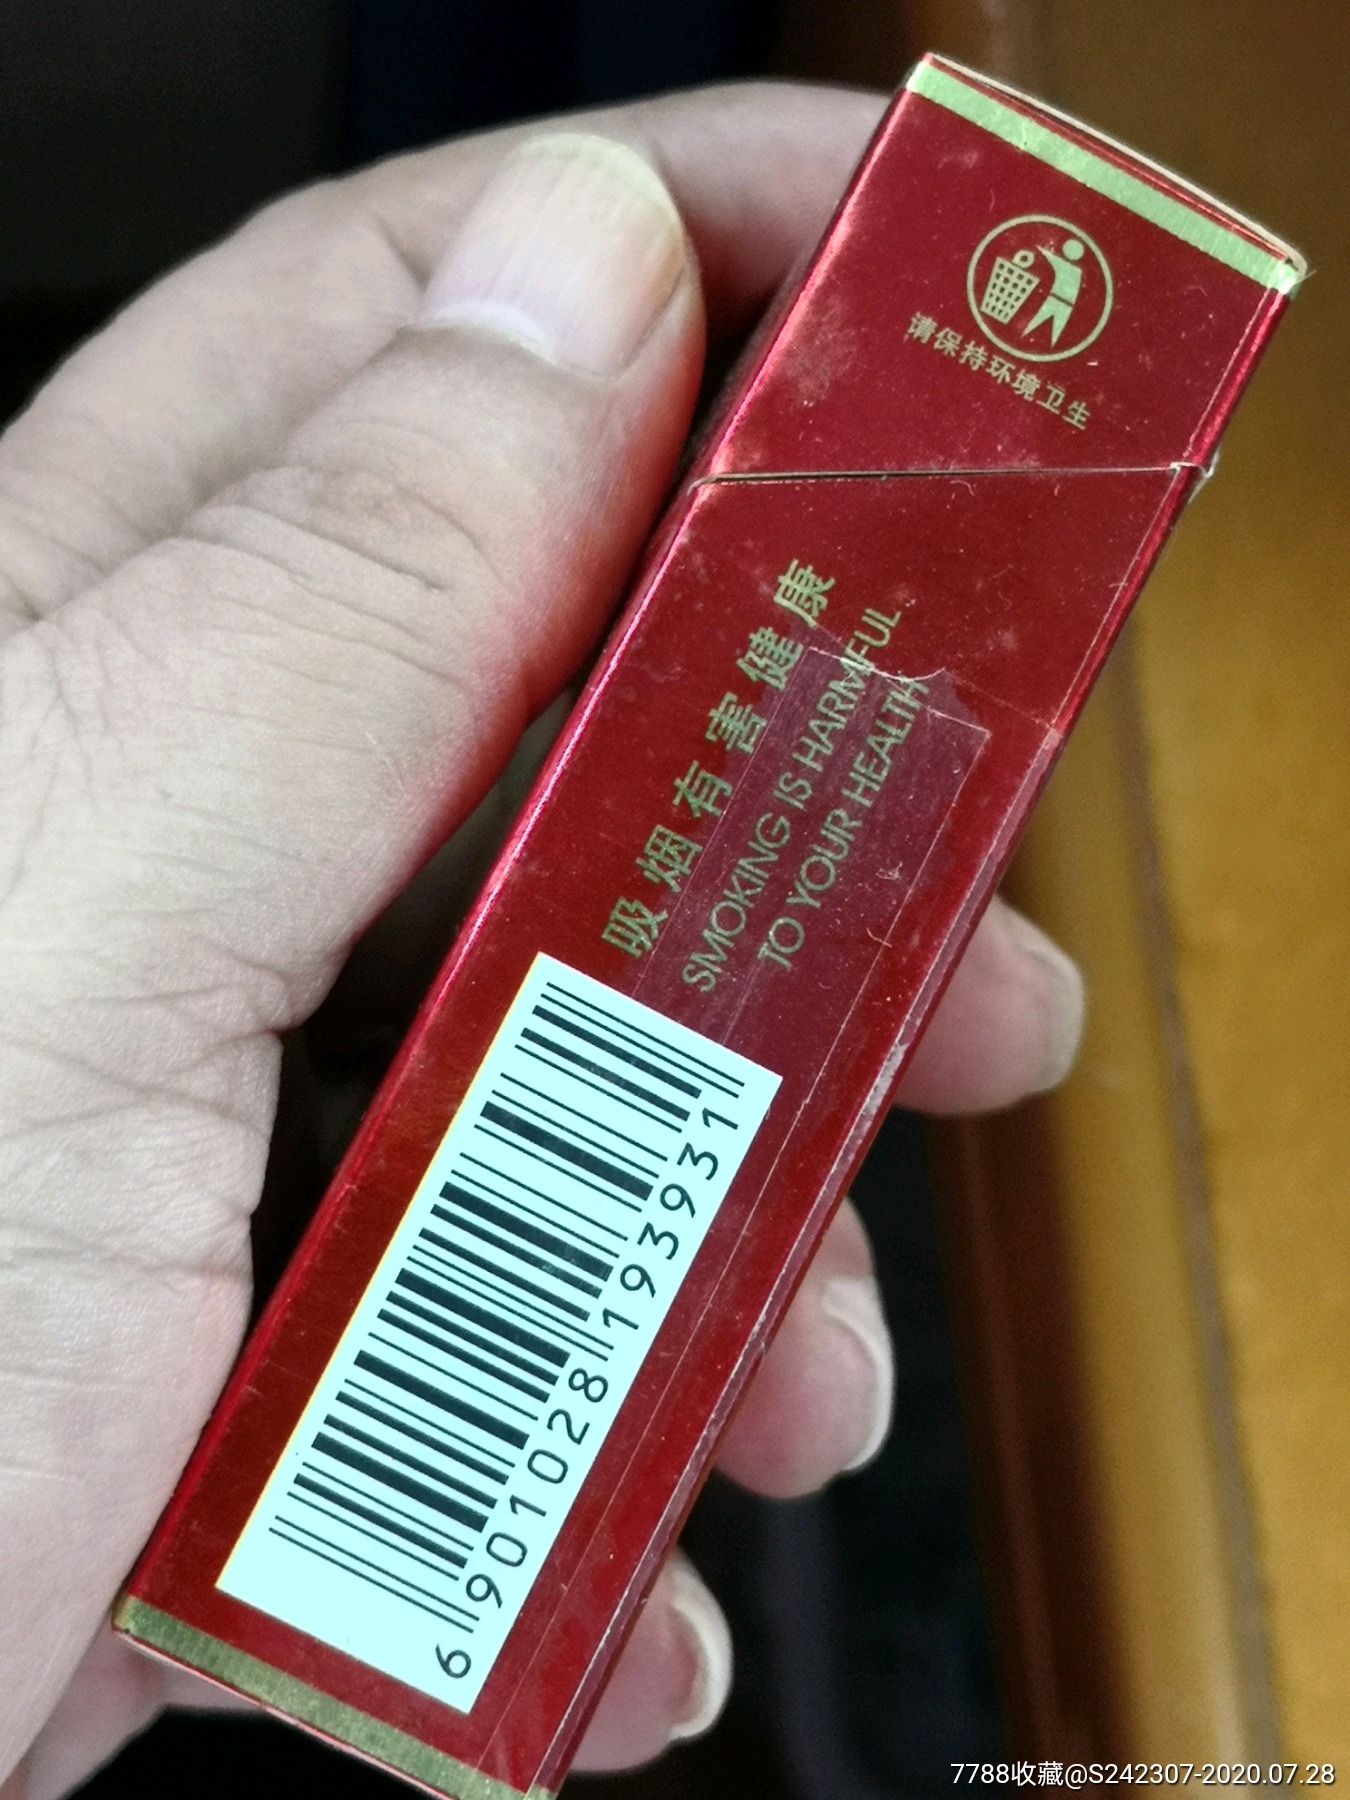 请保持环境卫生
吸烟有害健康
SMOKING IS HARMFUL
TO YOUR HEALTH
6 901028 193931
7788收藏@S242307-2020.07.28